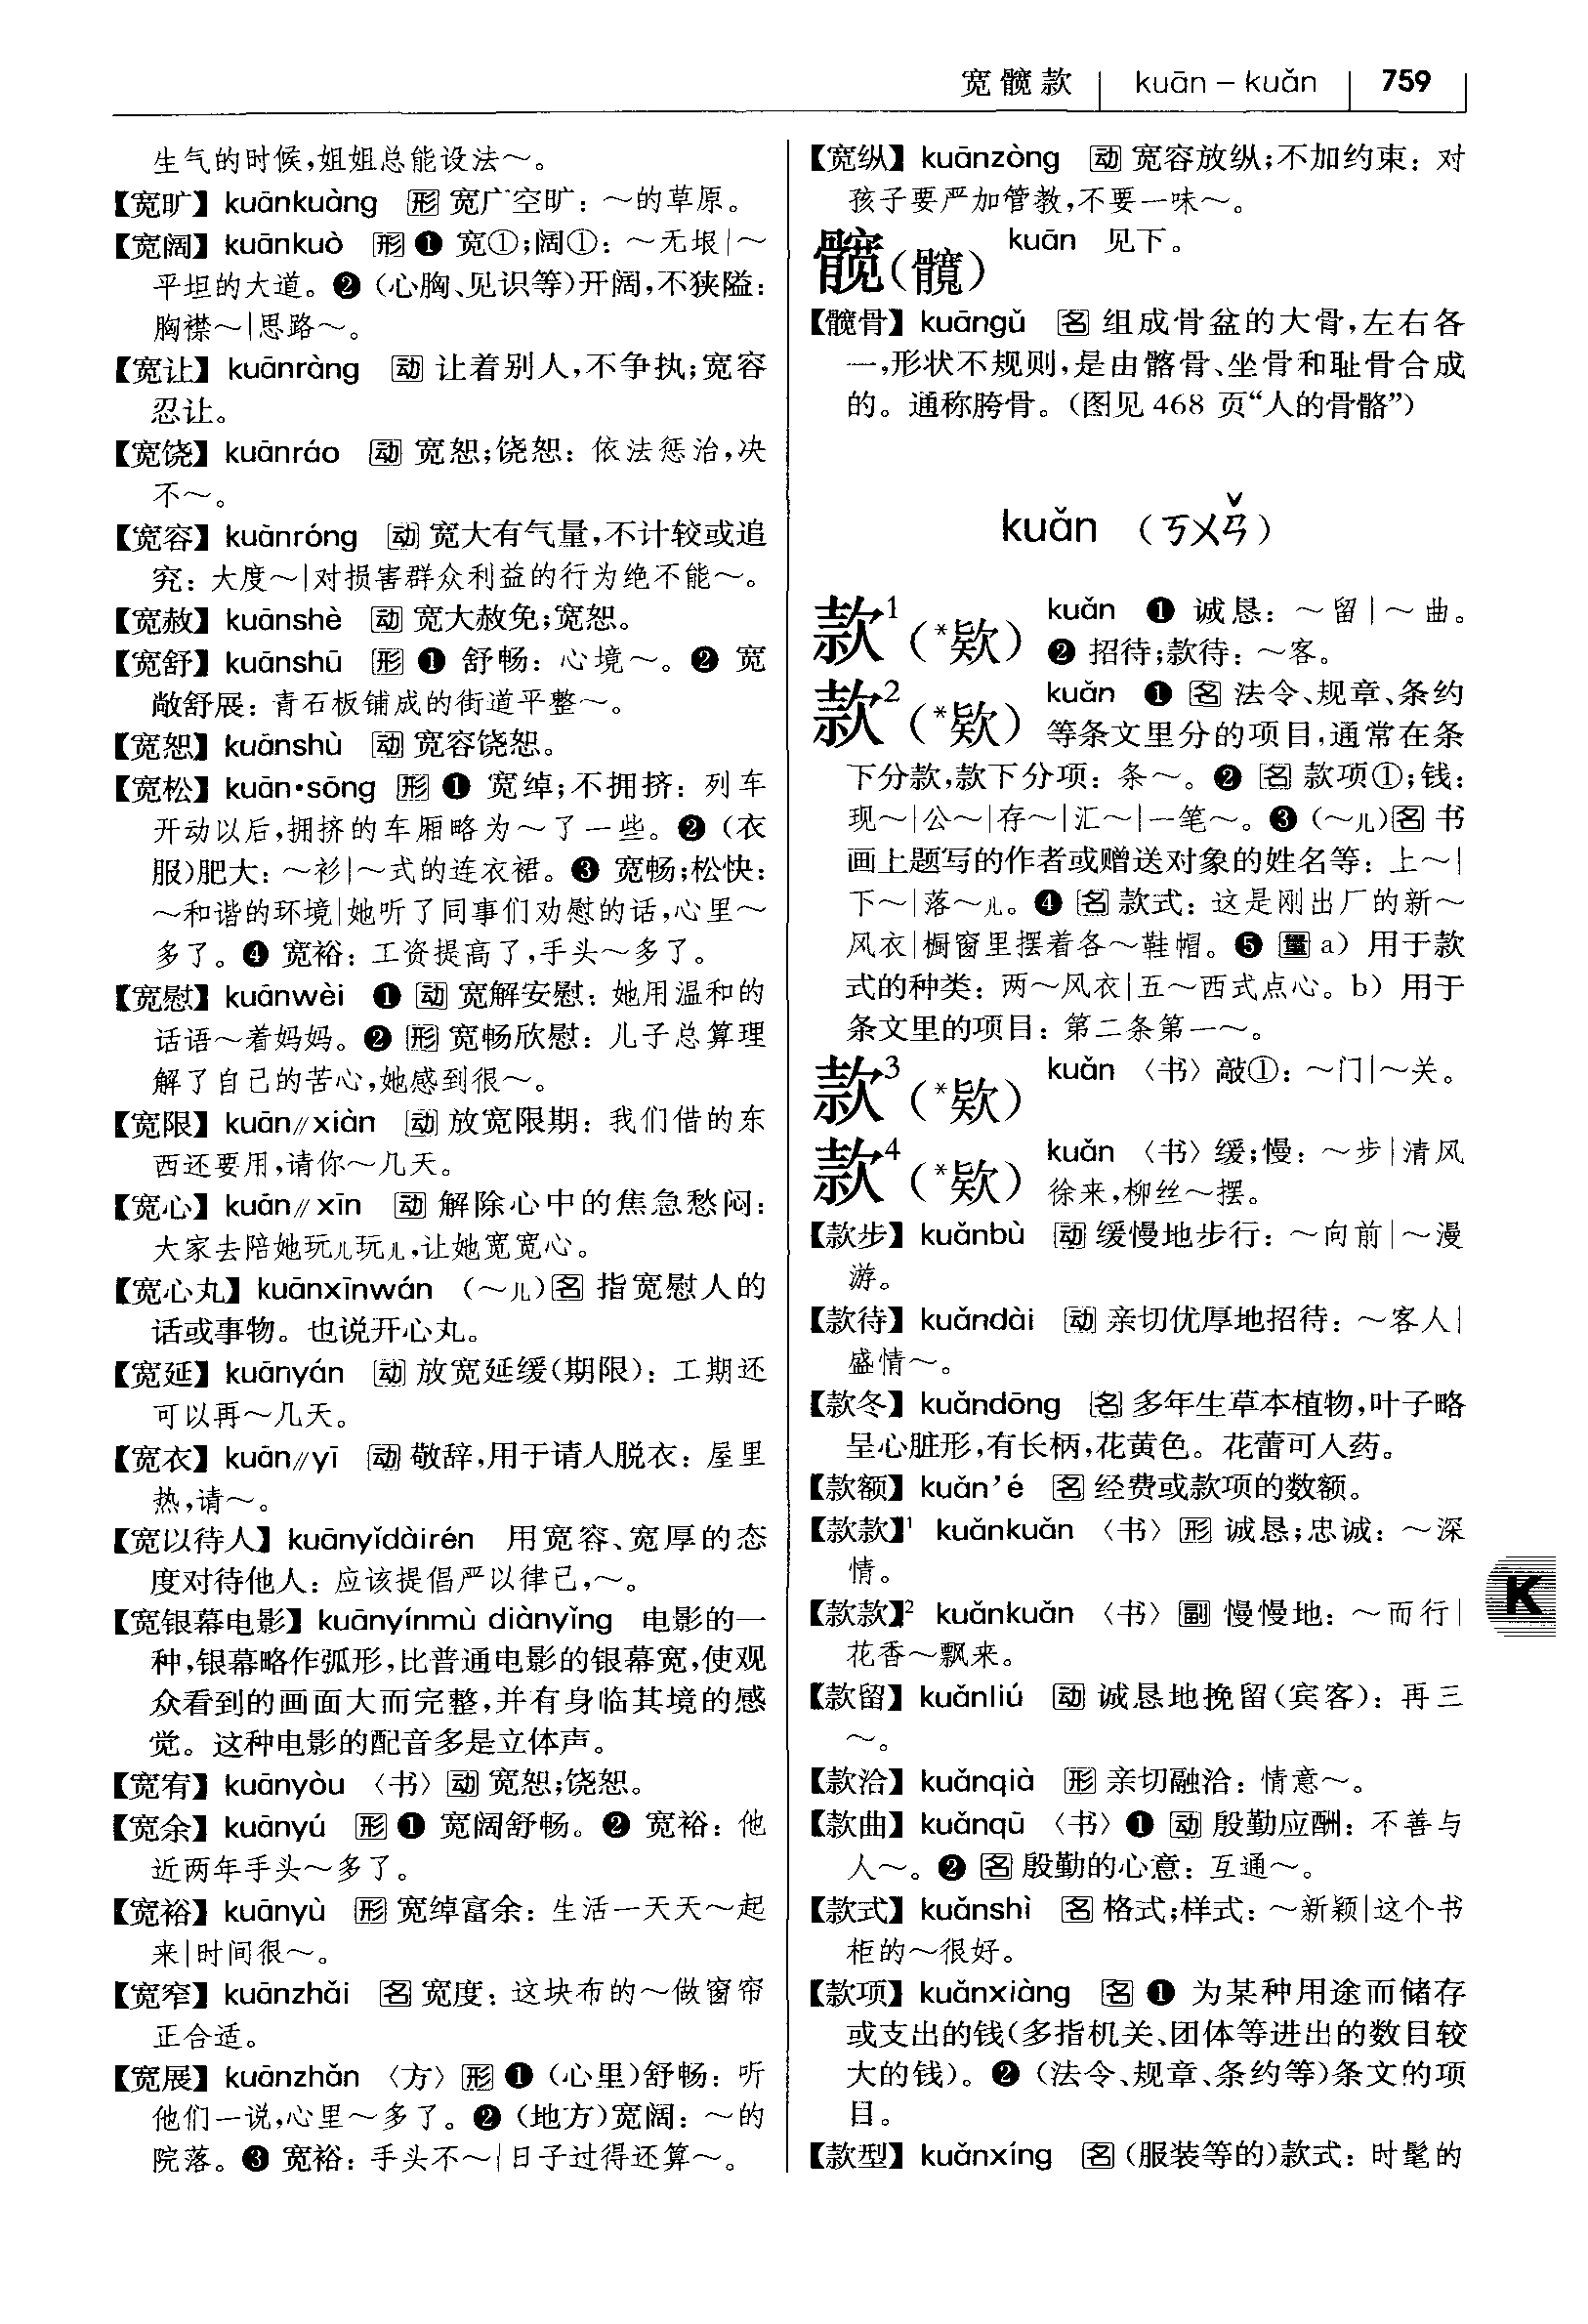 宽髋款 | kuān – kuǎn | 759
生气的时候,姐姐总能设法～。
【宽旷】 kuānkuàng 形 宽广空旷：～的草原。
【宽阔】 kuānkuò 形 ❶ 宽①;阔①：～无垠|～
平坦的大道。❷（心胸、见识等)开阔,不狭隘：
胸襟～|思路～。
【宽让】 kuānràng 动 让着别人,不争执;宽容
忍让。
【宽饶】 kuānráo 动 宽恕;饶恕：依法惩治,决
不～。
【宽容】 kuānróng 动 宽大有气量,不计较或追
究：大度～|对损害群众利益的行为绝不能～。
【宽赦】 kuānshè 动 宽大赦免;宽恕。
【宽舒】 kuānshū 形 ❶ 舒畅：心境～。❷ 宽
敞舒展：青石板铺成的街道平整～。
【宽恕】 kuānshù 动 宽容饶恕。
【宽松】 kuān•sōng 形 ❶ 宽绰;不拥挤：列车
开动以后,拥挤的车厢略为～了一些。❷（衣
服)肥大：～衫|～式的连衣裙。❸ 宽畅;松快：
～和谐的环境|她听了同事们劝慰的话,心里～
多了。❹ 宽裕：工资提高了,手头～多了。
【宽慰】 kuānwèi ❶ 动 宽解安慰：她用温和的
话语～着妈妈。❷ 形 宽畅欣慰：儿子总算理
解了自己的苦心,她感到很～。
【宽限】 kuān//xiàn 动 放宽限期：我们借的东
西还要用,请你～几天。
【宽心】 kuān//xīn 动 解除心中的焦急愁闷：
大家去陪她玩儿玩儿,让她宽宽心。
【宽心丸】 kuānxīnwán （～儿)名 指宽慰人的
话或事物。也说开心丸。
【宽延】 kuānyán 动 放宽延缓(期限)：工期还
可以再～几天。
【宽衣】 kuān//yī 动 敬辞,用于请人脱衣：屋里
热,请～。
【宽以待人】 kuānyǐdàirén 用宽容、宽厚的态
度对待他人：应该提倡严以律己,～。
【宽银幕电影】 kuānyínmù diànyǐng 电影的一
种,银幕略作弧形,比普通电影的银幕宽,使观
众看到的画面大而完整,并有身临其境的感
觉。这种电影的配音多是立体声。
【宽宥】 kuānyòu 〈书〉动 宽恕;饶恕。
【宽余】 kuānyú 形 ❶ 宽阔舒畅。❷ 宽裕：他
近两年手头～多了。
【宽裕】 kuānyù 形 宽绰富余：生活一天天～起
来|时间很～。
【宽窄】 kuānzhǎi 名 宽度：这块布的～做窗帘
正合适。
【宽展】 kuānzhǎn 〈方〉形 ❶（心里)舒畅：听
他们一说,心里～多了。❷（地方)宽阔：～的
院落。❸ 宽裕：手头不～|日子过得还算～。
【宽纵】 kuānzòng 动 宽容放纵;不加约束：对
孩子要严加管教,不要一味～。
髋(髖) kuān 见下。
【髋骨】 kuāngǔ 名 组成骨盆的大骨,左右各
一,形状不规则,是由髂骨、坐骨和耻骨合成
的。通称胯骨。（图见 468 页“人的骨骼”）
kuǎn （ㄎㄨㄢˇ）
款¹(*欵) kuǎn ❶ 诚恳：～留|～曲。
❷ 招待;款待：～客。
款²(*欵) kuǎn ❶ 名 法令、规章、条约
等条文里分的项目,通常在条
下分款,款下分项：条～。❷ 名 款项①;钱：
现～|公～|存～|汇～|一笔～。❸（～儿)名 书
画上题写的作者或赠送对象的姓名等：上～|
下～|落～儿。❹ 名 款式：这是刚出厂的新～
风衣|橱窗里摆着各～鞋帽。❺ 量 a）用于款
式的种类：两～风衣|五～西式点心。b）用于
条文里的项目：第二条第一～。
款³(*欵) kuǎn 〈书〉敲①：～门|～关。
款⁴(*欵) kuǎn 〈书〉缓;慢：～步|清风
徐来,柳丝～摆。
【款步】 kuǎnbù 动 缓慢地步行：～向前|～漫
游。
【款待】 kuǎndài 动 亲切优厚地招待：～客人|
盛情～。
【款冬】 kuǎndōng 名 多年生草本植物,叶子略
呈心脏形,有长柄,花黄色。花蕾可入药。
【款额】 kuǎn’é 名 经费或款项的数额。
【款款】¹ kuǎnkuǎn 〈书〉形 诚恳;忠诚：～深
情。
【款款】² kuǎnkuǎn 〈书〉副 慢慢地：～而行|
花香～飘来。
【款留】 kuǎnliú 动 诚恳地挽留(宾客)：再三
～。
【款洽】 kuǎnqià 形 亲切融洽：情意～。
【款曲】 kuǎnqū 〈书〉❶ 动 殷勤应酬：不善与
人～。❷ 名 殷勤的心意：互通～。
【款式】 kuǎnshì 名 格式;样式：～新颖|这个书
柜的～很好。
【款项】 kuǎnxiàng 名 ❶ 为某种用途而储存
或支出的钱(多指机关、团体等进出的数目较
大的钱)。❷（法令、规章、条约等)条文的项
目。
【款型】 kuǎnxíng 名（服装等的)款式：时髦的
K